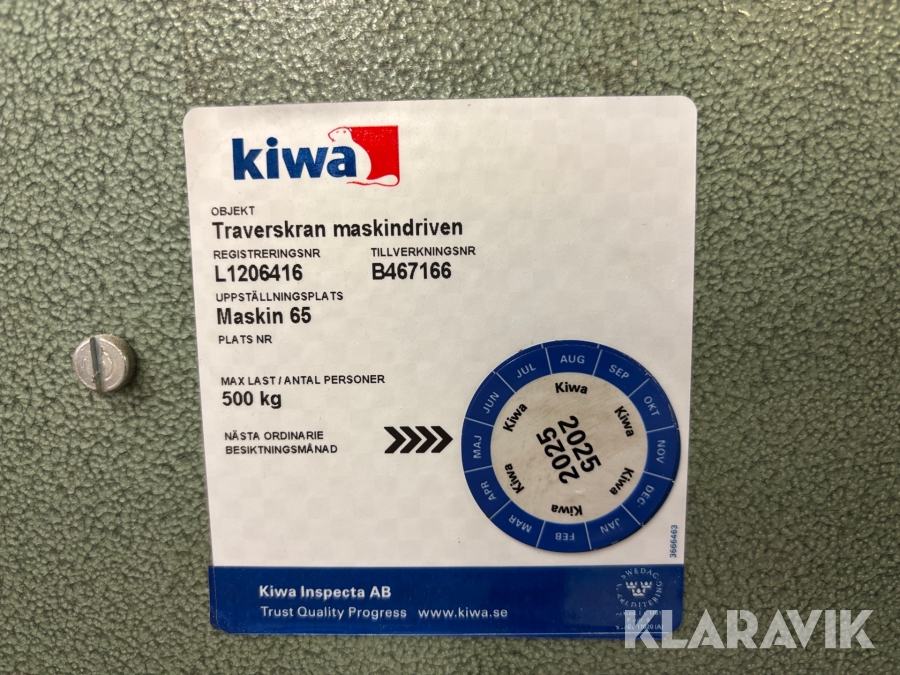 kiwa
OBJEKT
Traverskran maskindriven
REGISTRERINGSNR TILLVERKNINGSNR
L1206416 B467166
UPPSTÄLLNINGSPLATS
Maskin 65
PLATS NR
MAX LAST / ANTAL PERSONER
500 kg
NÄSTA ORDINARIE
BESIKTNINGSMÅNAD
JAN FEB MAR APR MAJ JUN JUL AUG SEP OKT NOV DEC
Kiwa Kiwa Kiwa Kiwa Kiwa Kiwa
2025
2025
3666463
Kiwa Inspecta AB
Trust Quality Progress www.kiwa.se
SWEDAC
ACKREDITERING
KLARAVIK